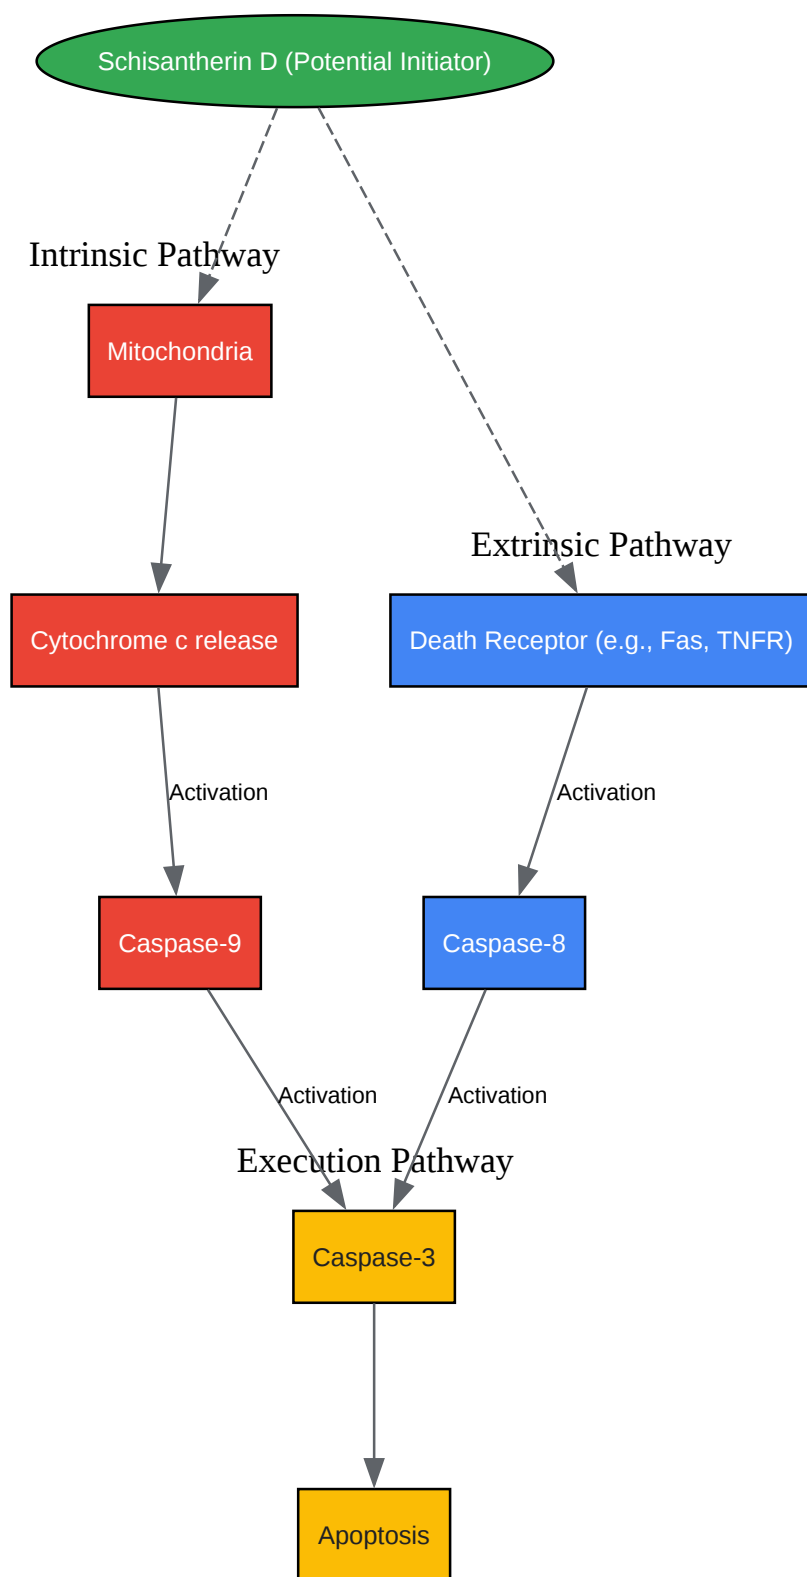 Schisantherin D (Potential Initiator)
Intrinsic Pathway
Mitochondria
Extrinsic Pathway
Cytochrome c release
Death Receptor (e.g., Fas, TNFR)
Activation
Activation
Caspase-9
Caspase-8
Activation
Activation
Execution Pathway
Caspase-3
Apoptosis